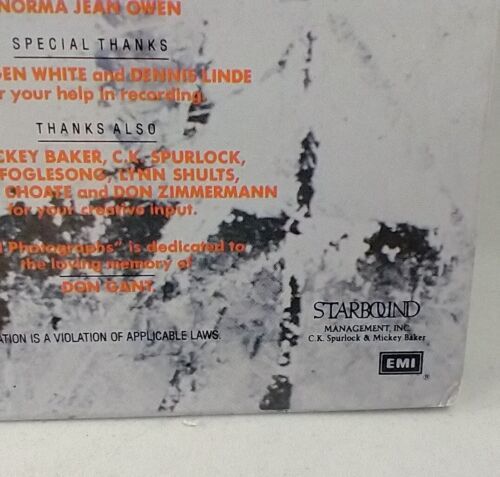 NORMA JEAN OWEN
SPECIAL THANKS
GEN WHITE and DENNIS LINDE
r your help in recording.
THANKS ALSO
CKEY BAKER, C.K. SPURLOCK,
FOGLESONG, LYNN SHULTS,
CHOATE and DON ZIMMERMANN
for your creative input.
Photographs" is dedicated to
the loving memory of
DON GANT
ATION IS A VIOLATION OF APPLICABLE LAWS.
STARBOUND
MANAGEMENT, INC.
C.K. Spurlock & Mickey Baker
EMI
®